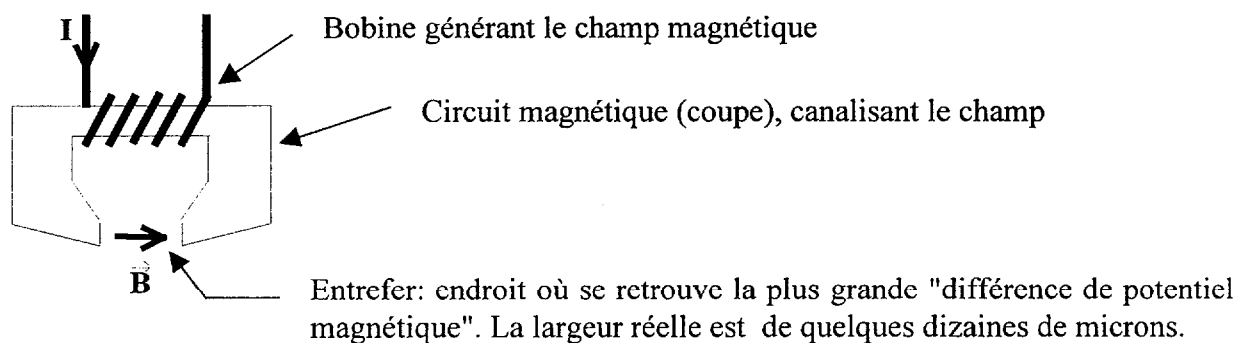 I
Bobine générant le champ magnétique
Circuit magnétique (coupe), canalisant le champ
B
Entrefer: endroit où se retrouve la plus grande "différence de potentiel
magnétique". La largeur réelle est de quelques dizaines de microns.